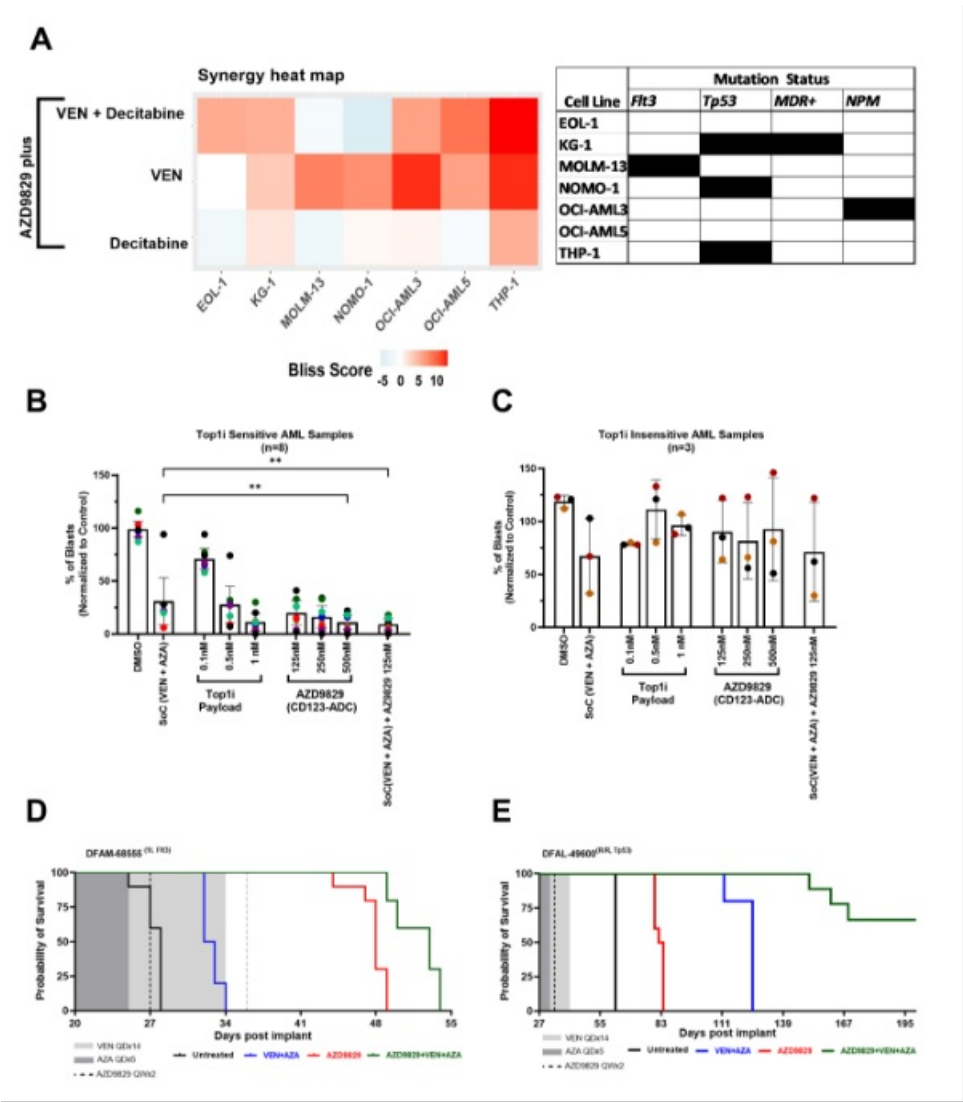 A
Synergy heat map
AZD9829 plus
VEN + Decitabine
VEN
Decitabine
EOL-1 KG-1 MOLM-13 NOMO-1 OCI-AML3 OCI-AML5 THP-1
Bliss Score -5 0 5 10
Mutation Status
Cell Line Flt3 Tp53 MDR+ NPM
EOL-1
KG-1
MOLM-13
NOMO-1
OCI-AML3
OCI-AML5
THP-1
B
Top1i Sensitive AML Samples
(n=8)
**
**
% of Blasts
(Normalized to Control)
150
100
50
0
DMSO
SoC (VEN + AZA)
0.1nM
0.5nM
1 nM
Top1i
Payload
125nM
250nM
500nM
AZD9829
(CD123-ADC)
SoC(VEN + AZA) + AZ9829 125nM
C
Top1i Insensitive AML Samples
(n=3)
% of Blasts
(Normalized to Control)
150
100
50
0
DMSO
SoC (VEN + AZA)
0.1nM
0.5nM
1 nM
Top1i
Payload
125nM
250nM
500nM
AZD9829
(CD123-ADC)
SoC(VEN + AZA) + AZ9829 125nM
D
DFAM-68555
Probability of Survival
100
75
50
25
0
20 27 34 41 48 55
Days post implant
VEN QDx14
AZA QDx5
AZD9829 QWx2
Untreated VEN+AZA AZD9829 AZD9829+VEN+AZA
E
DFAL-49600 (R/R, Tp53)
Probability of Survival
100
75
50
25
0
27 55 83 111 139 167 195
Days post implant
VEN QDx14
AZA QDx5
AZD9829 QWx2
Untreated VEN+AZA AZD9829 AZD9829+VEN+AZA